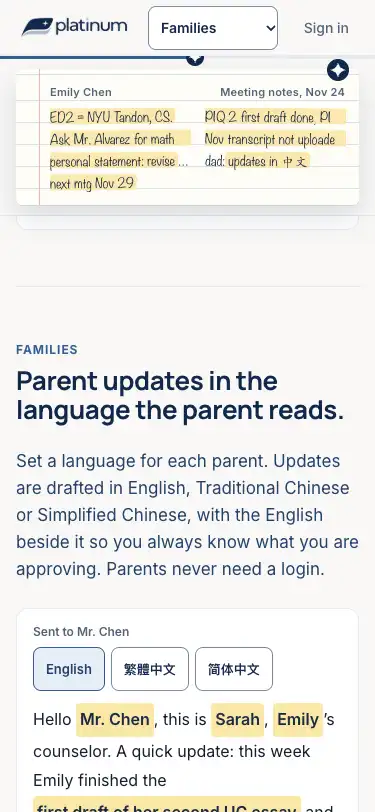 platinum
Families
Sign in
Emily Chen
Meeting notes, Nov 24
ED2 = NYU Tandon, CS.
Ask Mr. Alvarez for math
personal statement: revise ...
next mtg Nov 29
PIQ 2 first draft done, PI
Nov transcript not uploade
dad: updates in 中文
FAMILIES
Parent updates in the
language the parent reads.
Set a language for each parent. Updates
are drafted in English, Traditional Chinese
or Simplified Chinese, with the English
beside it so you always know what you are
approving. Parents never need a login.
Sent to Mr. Chen
English
繁體中文
简体中文
Hello Mr. Chen, this is Sarah, Emily's
counselor. A quick update: this week
Emily finished the
first draft of her second UC essay and